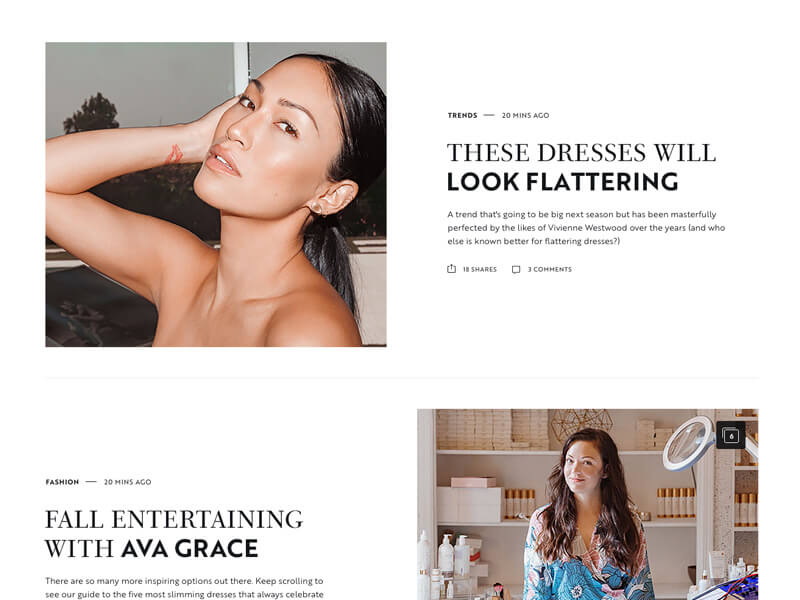 TRENDS — 20 MINS AGO
THESE DRESSES WILL
LOOK FLATTERING
A trend that's going to be big next season but has been masterfully
perfected by the likes of Vivienne Westwood over the years (and who
else is known better for flattering dresses?)
18 SHARES 3 COMMENTS
6
FASHION — 20 MINS AGO
FALL ENTERTAINING
WITH AVA GRACE
There are so many more inspiring options out there. Keep scrolling to
see our guide to the five most slimming dresses that always celebrate